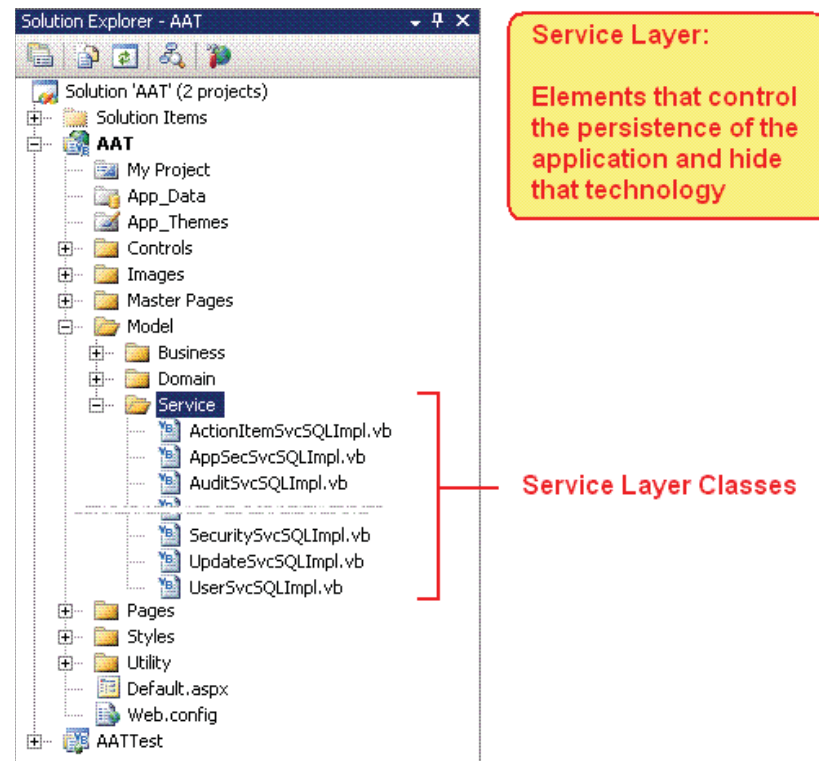 Solution Explorer - AAT
Solution 'AAT' (2 projects)
Solution Items
AAT
My Project
App_Data
App_Themes
Controls
Images
Master Pages
Model
Business
Domain
Service
ActionItemSvcSQLImpl.vb
AppSecSvcSQLImpl.vb
AuditSvcSQLImpl.vb
SecuritySvcSQLImpl.vb
UpdateSvcSQLImpl.vb
UserSvcSQLImpl.vb
Pages
Styles
Utility
Default.aspx
Web.config
AATTest
Service Layer:
Elements that control
the persistence of the
application and hide
that technology
Service Layer Classes